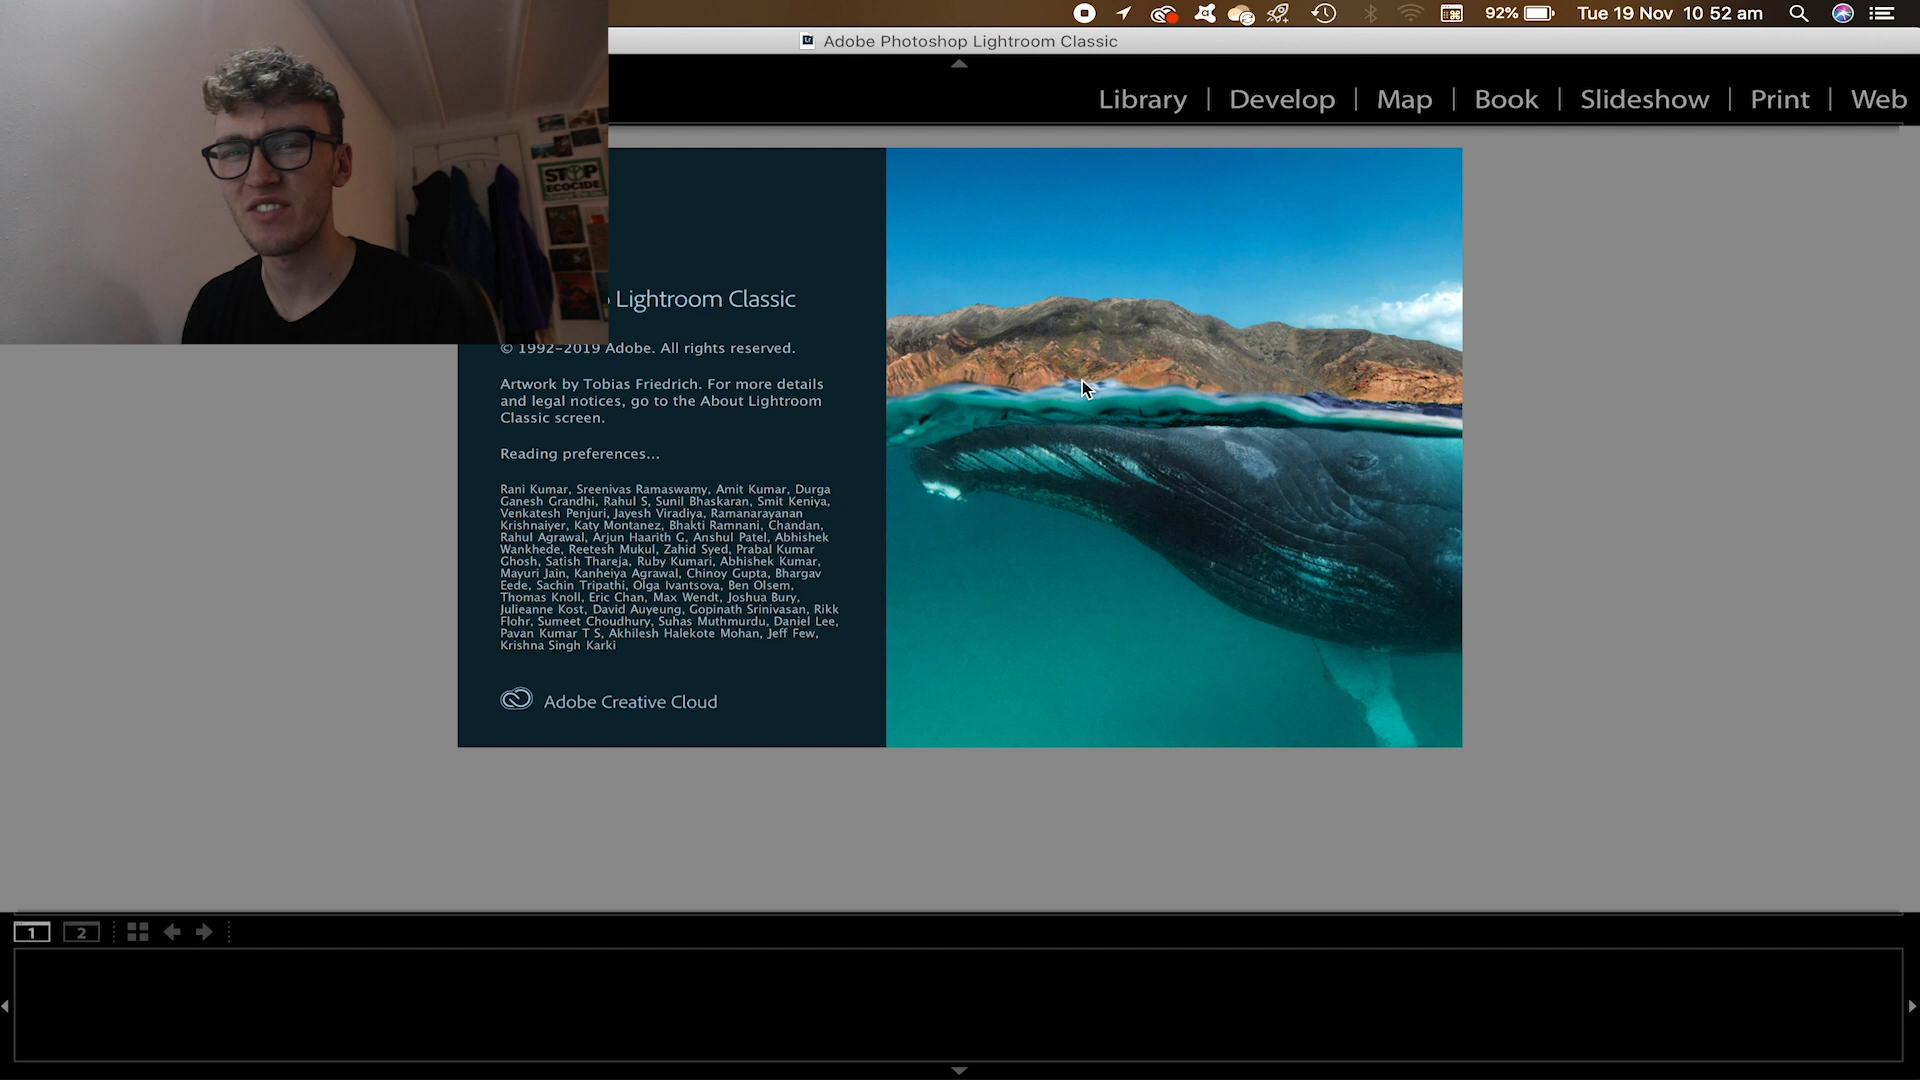 92%
Tue 19 Nov 10 52 am
Adobe Photoshop Lightroom Classic
Library | Develop | Map | Book | Slideshow | Print | Web
STOP
ECOCIDE
Lightroom Classic
© 1992-2019 Adobe. All rights reserved.
Artwork by Tobias Friedrich. For more details
and legal notices, go to the About Lightroom
Classic screen.
Reading preferences...
Rani Kumar, Sreenivas Ramaswamy, Amit Kumar, Durga
Ganesh Grandhi, Rahul S, Sunil Bhaskaran, Smit Keniya,
Venkatesh Penjuri, Jayesh Viradiya, Ramanarayanan
Krishnaiyer, Katy Montanez, Bhakti Ramnani, Chandan,
Rahul Agrawal, Arjun Haarith G, Anshul Patel, Abhishek
Wankhede, Reetesh Mukul, Zahid Syed, Prabal Kumar
Ghosh, Satish Thareja, Ruby Kumari, Abhishek Kumar,
Mayuri Jain, Kanheiya Agrawal, Chinoy Gupta, Bhargav
Eede, Sachin Tripathi, Olga Ivantsova, Ben Olsem,
Thomas Knoll, Eric Chan, Max Wendt, Joshua Bury,
Julieanne Kost, David Auyeung, Gopinath Srinivasan, Rikk
Flohr, Sumeet Choudhury, Suhas Muthmurdu, Daniel Lee,
Pavan Kumar T S, Akhilesh Halekote Mohan, Jeff Few,
Krishna Singh Karki
Adobe Creative Cloud
1 2